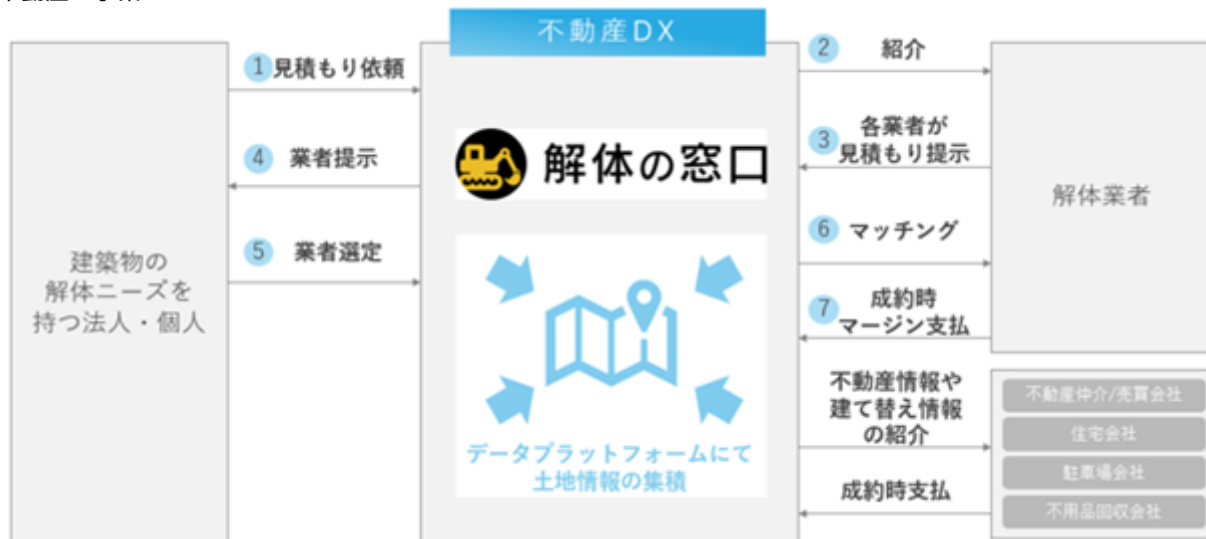 不動産DX
1 見積もり依頼
4 業者提示
5 業者選定
建築物の
解体ニーズを
持つ法人・個人
解体の窓口
データプラットフォームにて
土地情報の集積
2 紹介
3 各業者が
見積もり提示
6 マッチング
7 成約時
マージン支払
不動産情報や
建て替え情報
の紹介
成約時支払
解体業者
不動産仲介/売買会社
住宅会社
駐車場会社
不用品回収会社